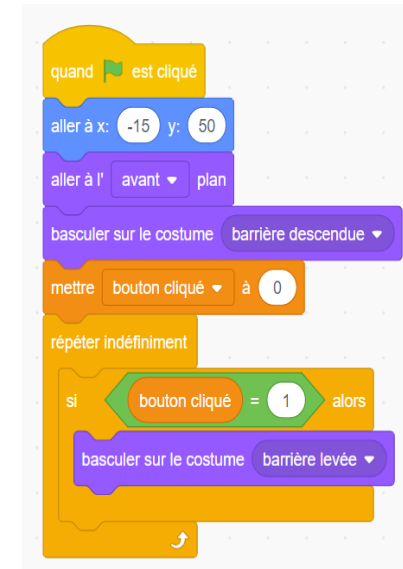 quand est cliqué
aller à x: -15 y: 50
aller à l' avant plan
basculer sur le costume barrière descendue
mettre bouton cliqué à 0
répéter indéfiniment
si bouton cliqué = 1 alors
basculer sur le costume barrière levée